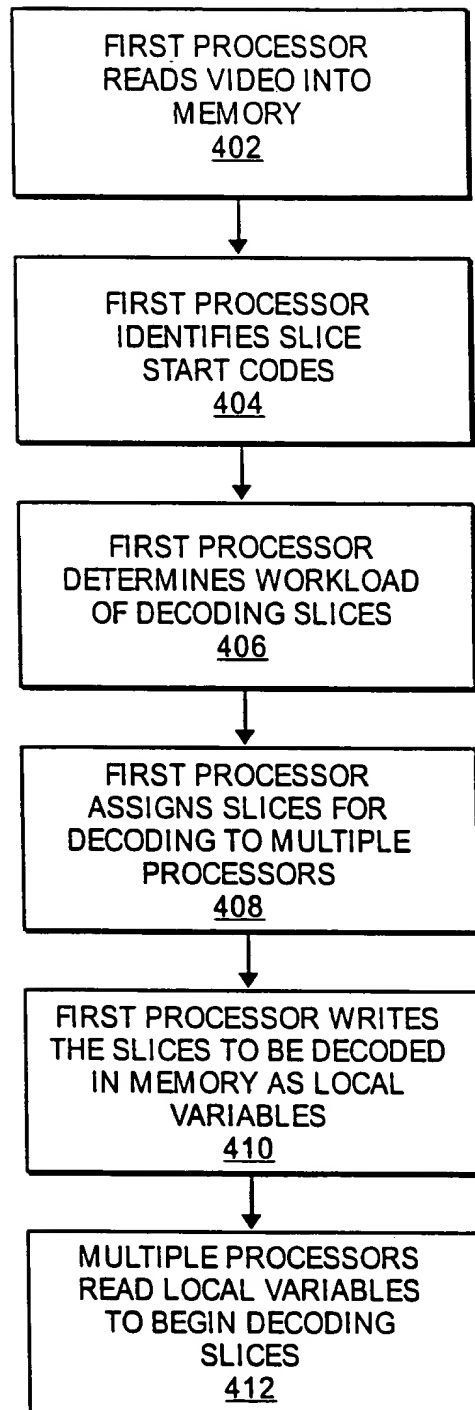 FIRST PROCESSOR
READS VIDEO INTO
MEMORY
402
FIRST PROCESSOR
IDENTIFIES SLICE
START CODES
404
FIRST PROCESSOR
DETERMINES WORKLOAD
OF DECODING SLICES
406
FIRST PROCESSOR
ASSIGNS SLICES FOR
DECODING TO MULTIPLE
PROCESSORS
408
FIRST PROCESSOR WRITES
THE SLICES TO BE DECODED
IN MEMORY AS LOCAL
VARIABLES
410
MULTIPLE PROCESSORS
READ LOCAL VARIABLES
TO BEGIN DECODING
SLICES
412